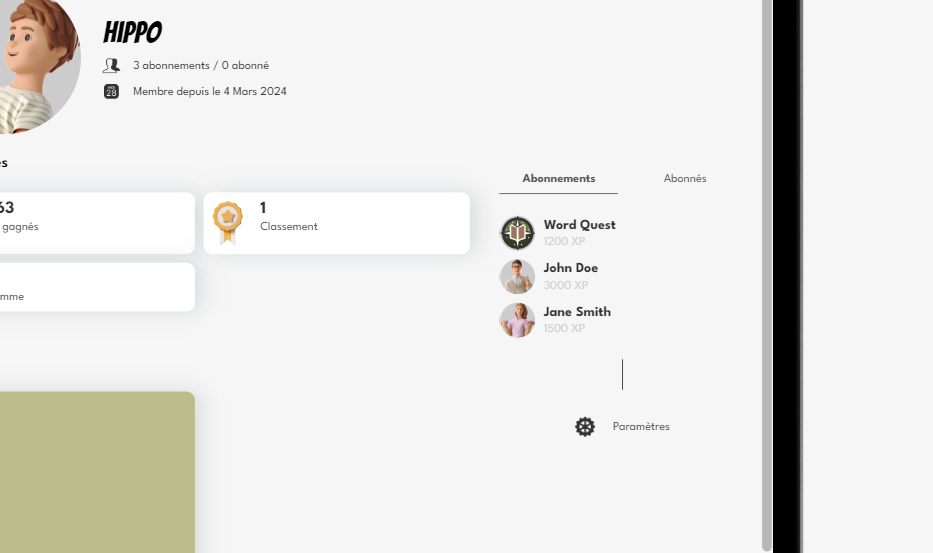 HIPPO
3 abonnements / 0 abonné
28
Membre depuis le 4 Mars 2024
es
63
gagnés
1
Classement
mme
Abonnements
Abonnés
Word Quest
1200 XP
John Doe
3000 XP
Jane Smith
1500 XP
Paramètres